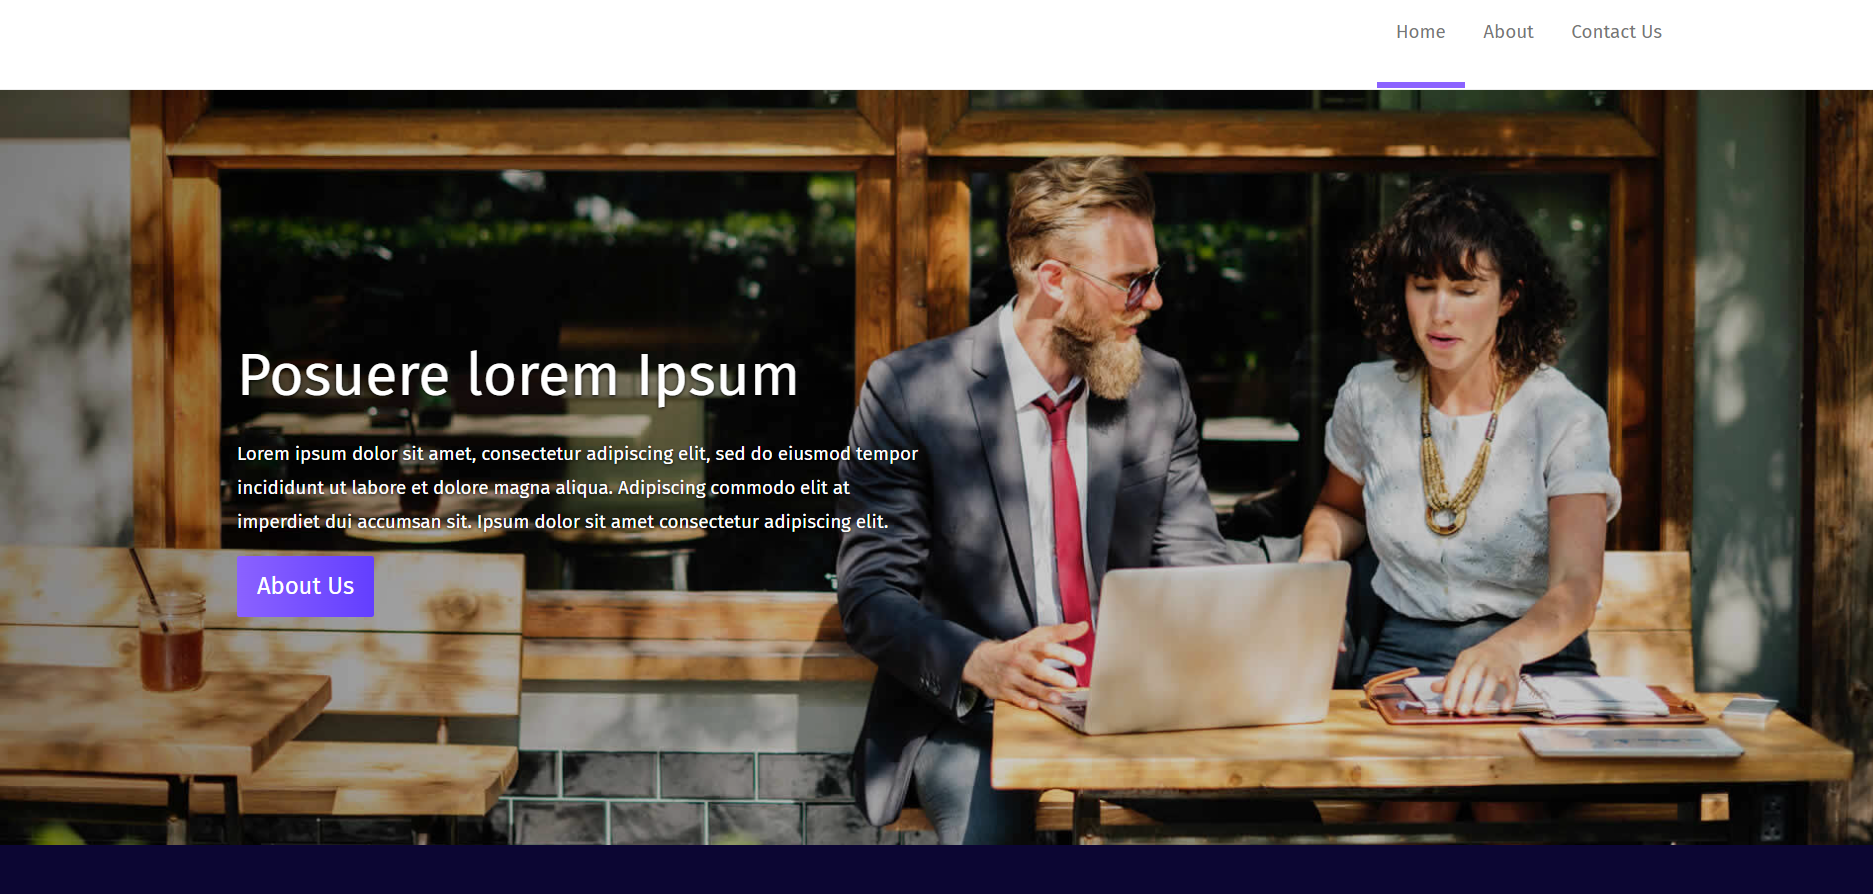 Home About Contact Us
Posuere lorem Ipsum
Lorem ipsum dolor sit amet, consectetur adipiscing elit, sed do eiusmod tempor
incididunt ut labore et dolore magna aliqua. Adipiscing commodo elit at
imperdiet dui accumsan sit. Ipsum dolor sit amet consectetur adipiscing elit.
About Us